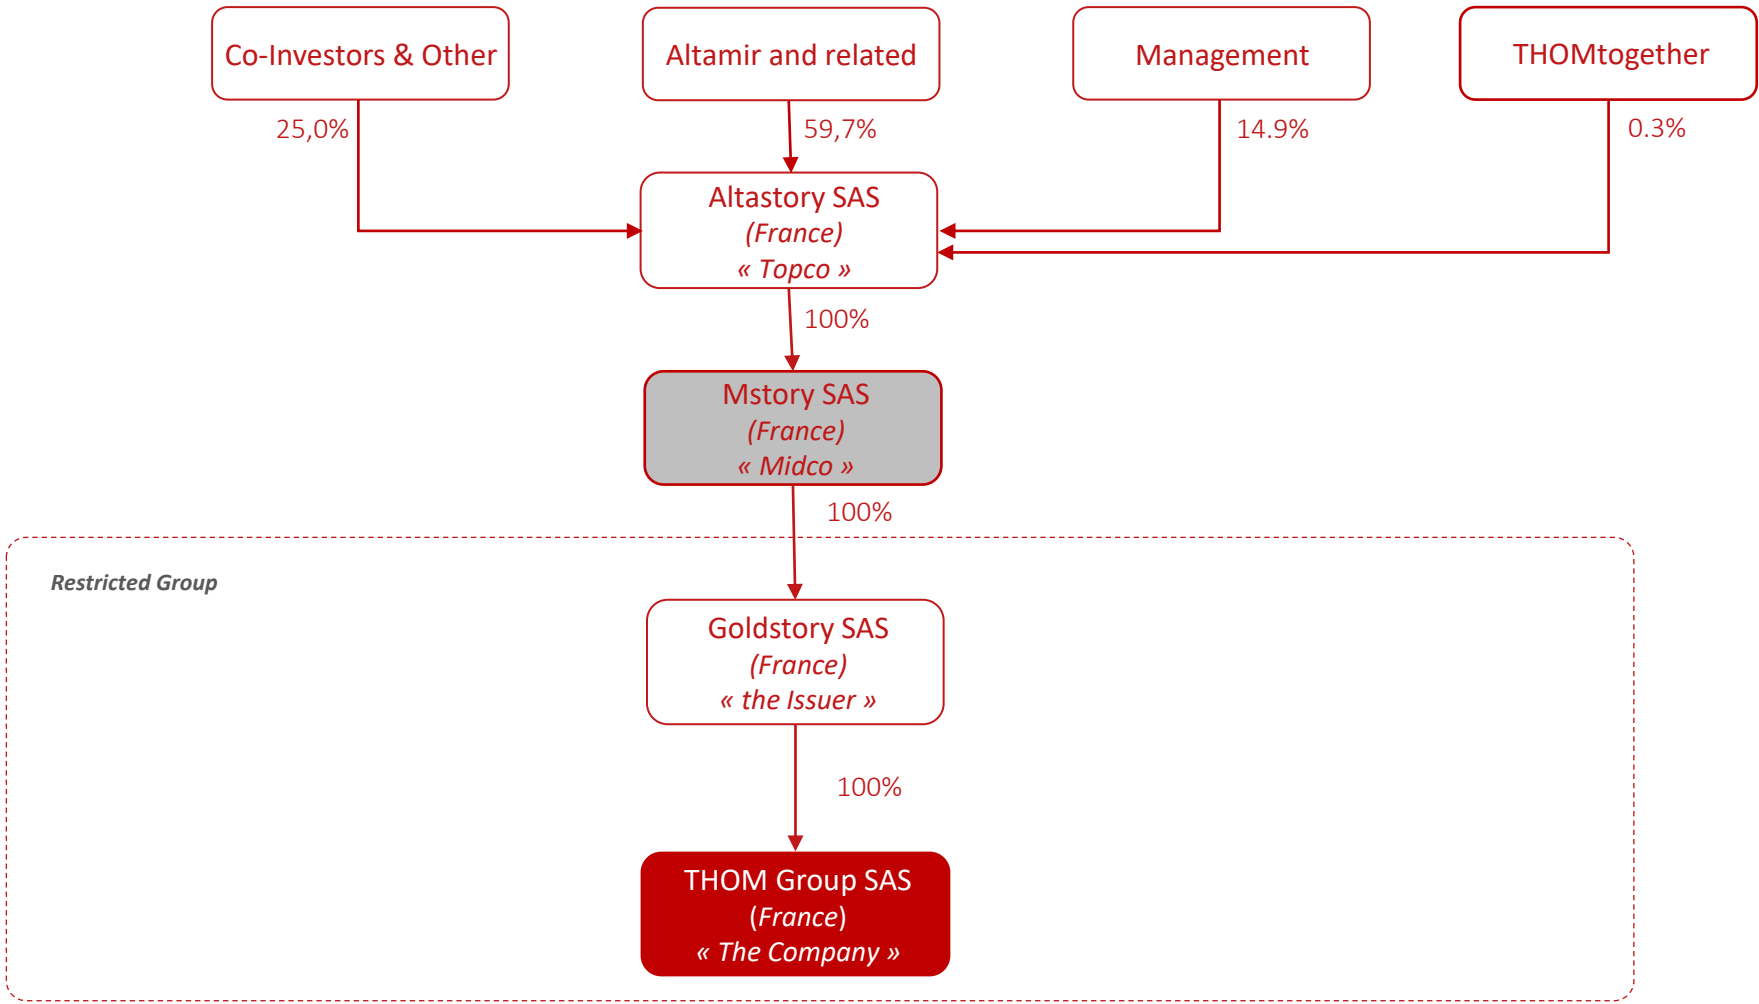 Co-Investors & Other
Altamir and related
Management
THOMtogether
25,0%
59,7%
14.9%
0.3%
Altastory SAS
(France)
« Topco »
100%
Mstory SAS
(France)
« Midco »
100%
Restricted Group
Goldstory SAS
(France)
« the Issuer »
100%
THOM Group SAS
(France)
« The Company »